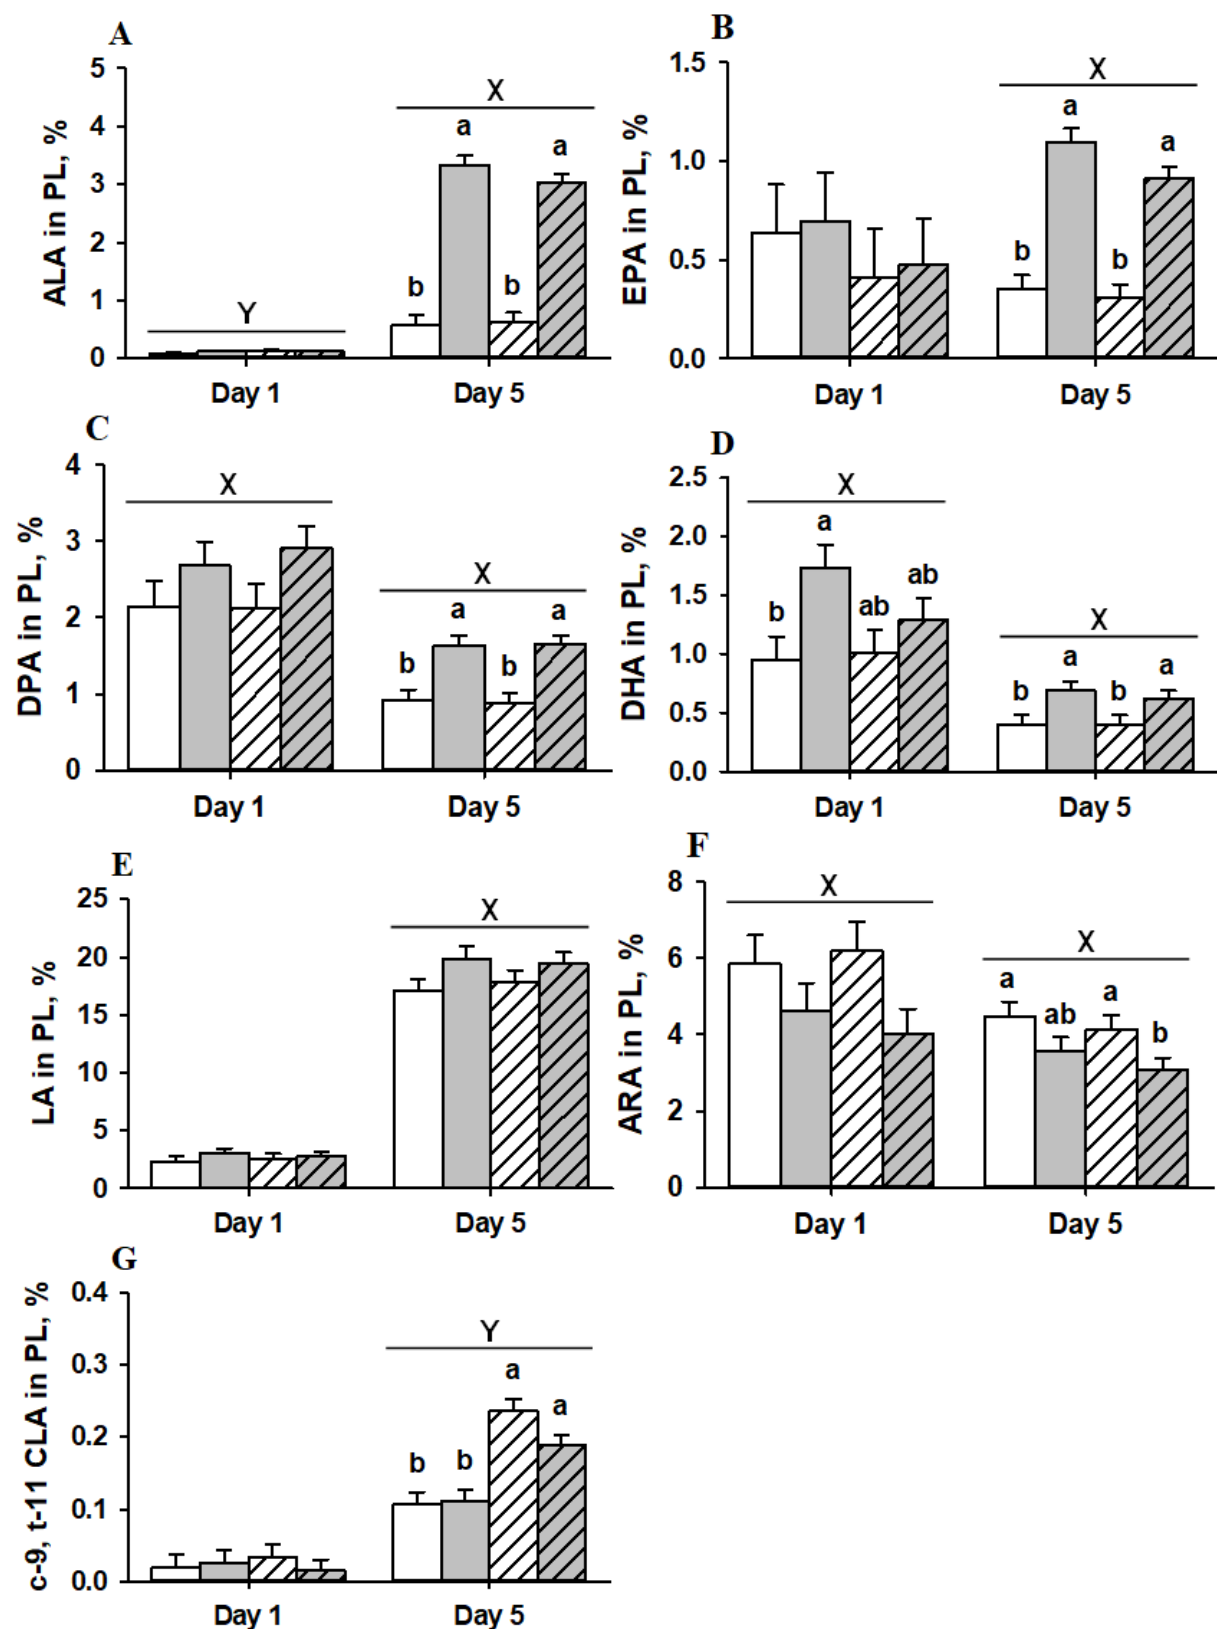 A
ALA in PL, %
5
4
3
2
1
0
Y
X
b
a
b
a
Day 1
Day 5
B
EPA in PL, %
1.5
1.0
0.5
0.0
X
b
a
b
a
Day 1
Day 5
C
DPA in PL, %
4
3
2
1
0
X
X
b
a
b
a
Day 1
Day 5
D
DHA in PL, %
2.5
2.0
1.5
1.0
0.5
0.0
X
b
a
ab
ab
X
b
a
b
a
Day 1
Day 5
E
LA in PL, %
25
20
15
10
5
0
X
Day 1
Day 5
F
ARA in PL, %
8
6
4
2
0
X
X
a
ab
a
b
Day 1
Day 5
G
c-9, t-11 CLA in PL, %
0.4
0.3
0.2
0.1
0.0
Y
b
b
a
a
Day 1
Day 5